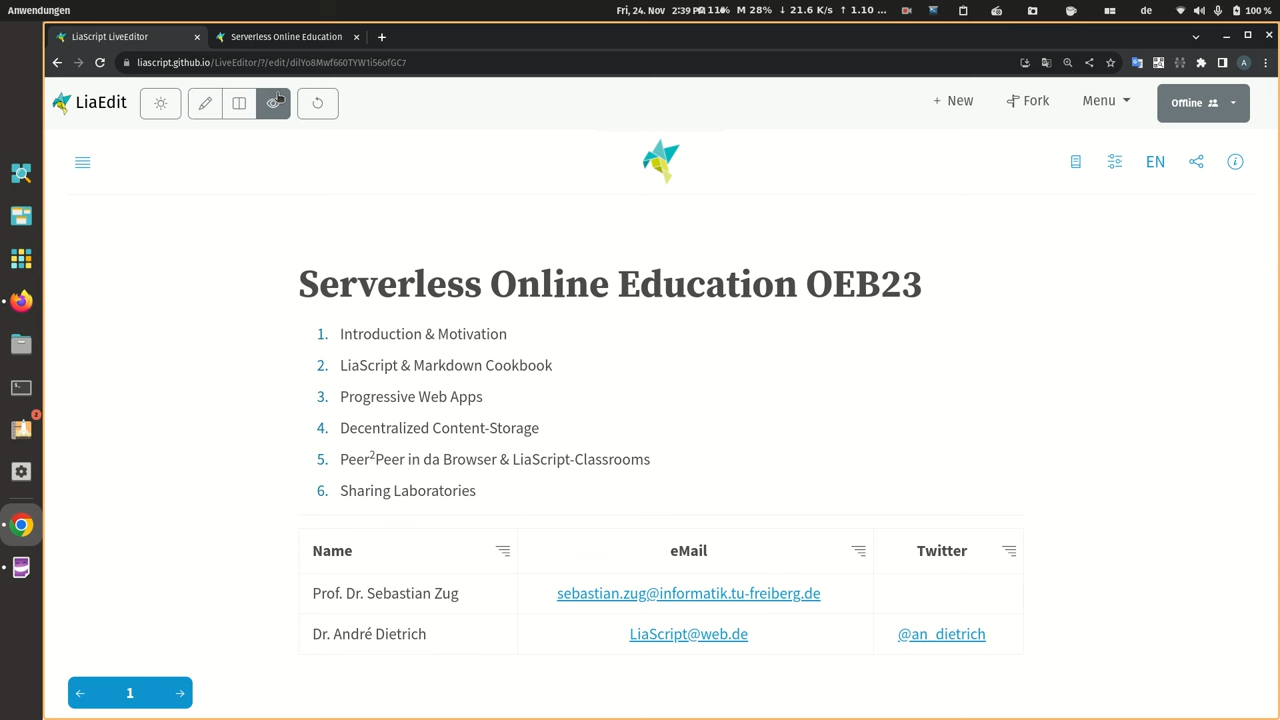 Anwendungen
Fri, 24. Nov 2:39 PM
M 28% ↓ 21.6 K/s ↑ 1.10 ...
de
100 %
LiaScript LiveEditor
Serverless Online Education
liascript.github.io/LiveEditor/?/edit/dilYo8Mwf660TYW1i56ofGC7
A
LiaEdit
+ New
Fork
Menu
Offline
EN
Serverless Online Education OEB23
1. Introduction & Motivation
2. LiaScript & Markdown Cookbook
3. Progressive Web Apps
4. Decentralized Content-Storage
5. Peer²Peer in da Browser & LiaScript-Classrooms
6. Sharing Laboratories
Name eMail Twitter
Prof. Dr. Sebastian Zug sebastian.zug@informatik.tu-freiberg.de
Dr. André Dietrich LiaScript@web.de @an_dietrich
← 1 →
2